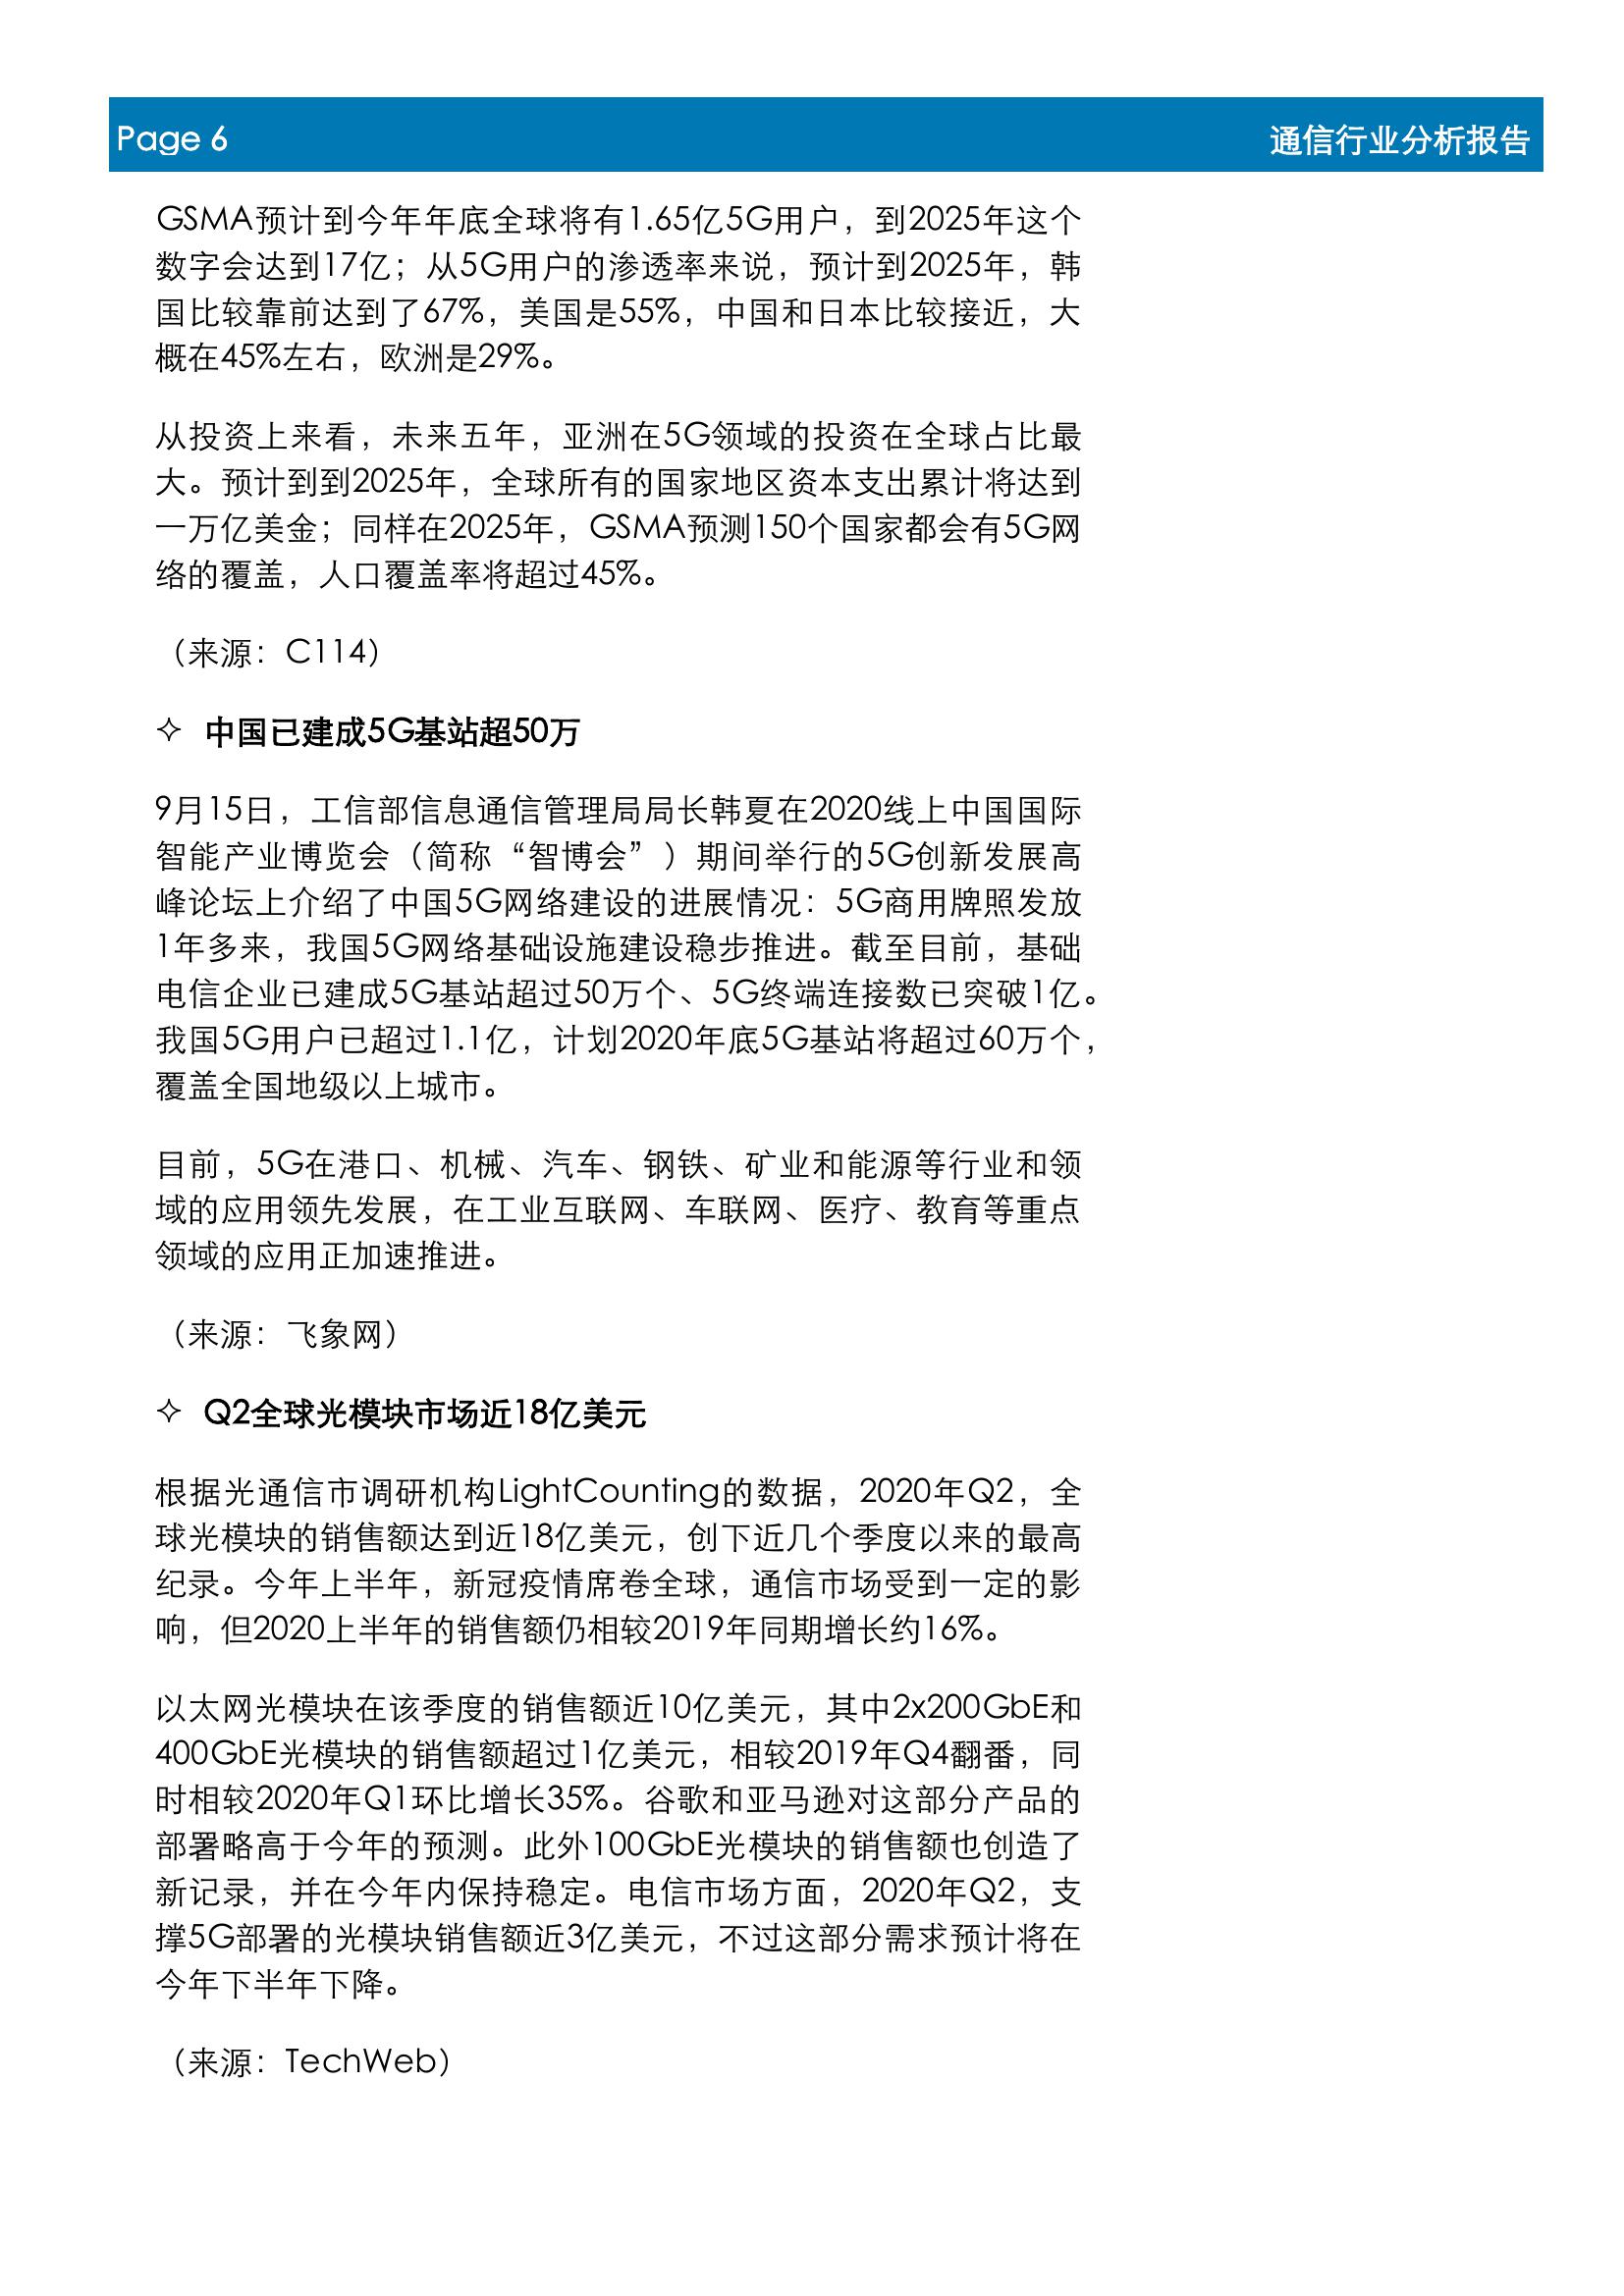 Page 6
通信行业分析报告
GSMA预计到今年年底全球将有1.65亿5G用户，到2025年这个
数字会达到17亿；从5G用户的渗透率来说，预计到2025年，韩
国比较靠前达到了67%，美国是55%，中国和日本比较接近，大
概在45%左右，欧洲是29%。
从投资上来看，未来五年，亚洲在5G领域的投资在全球占比最
大。预计到到2025年，全球所有的国家地区资本支出累计将达到
一万亿美金；同样在2025年，GSMA预测150个国家都会有5G网
络的覆盖，人口覆盖率将超过45%。
（来源：C114）
✧ 中国已建成5G基站超50万
9月15日，工信部信息通信管理局局长韩夏在2020线上中国国际
智能产业博览会（简称“智博会”）期间举行的5G创新发展高
峰论坛上介绍了中国5G网络建设的进展情况：5G商用牌照发放
1年多来，我国5G网络基础设施建设稳步推进。截至目前，基础
电信企业已建成5G基站超过50万个、5G终端连接数已突破1亿。
我国5G用户已超过1.1亿，计划2020年底5G基站将超过60万个，
覆盖全国地级以上城市。
目前，5G在港口、机械、汽车、钢铁、矿业和能源等行业和领
域的应用领先发展，在工业互联网、车联网、医疗、教育等重点
领域的应用正加速推进。
（来源：飞象网）
✧ Q2全球光模块市场近18亿美元
根据光通信市调研机构LightCounting的数据，2020年Q2，全
球光模块的销售额达到近18亿美元，创下近几个季度以来的最高
纪录。今年上半年，新冠疫情席卷全球，通信市场受到一定的影
响，但2020上半年的销售额仍相较2019年同期增长约16%。
以太网光模块在该季度的销售额近10亿美元，其中2x200GbE和
400GbE光模块的销售额超过1亿美元，相较2019年Q4翻番，同
时相较2020年Q1环比增长35%。谷歌和亚马逊对这部分产品的
部署略高于今年的预测。此外100GbE光模块的销售额也创造了
新记录，并在今年内保持稳定。电信市场方面，2020年Q2，支
撑5G部署的光模块销售额近3亿美元，不过这部分需求预计将在
今年下半年下降。
（来源：TechWeb）